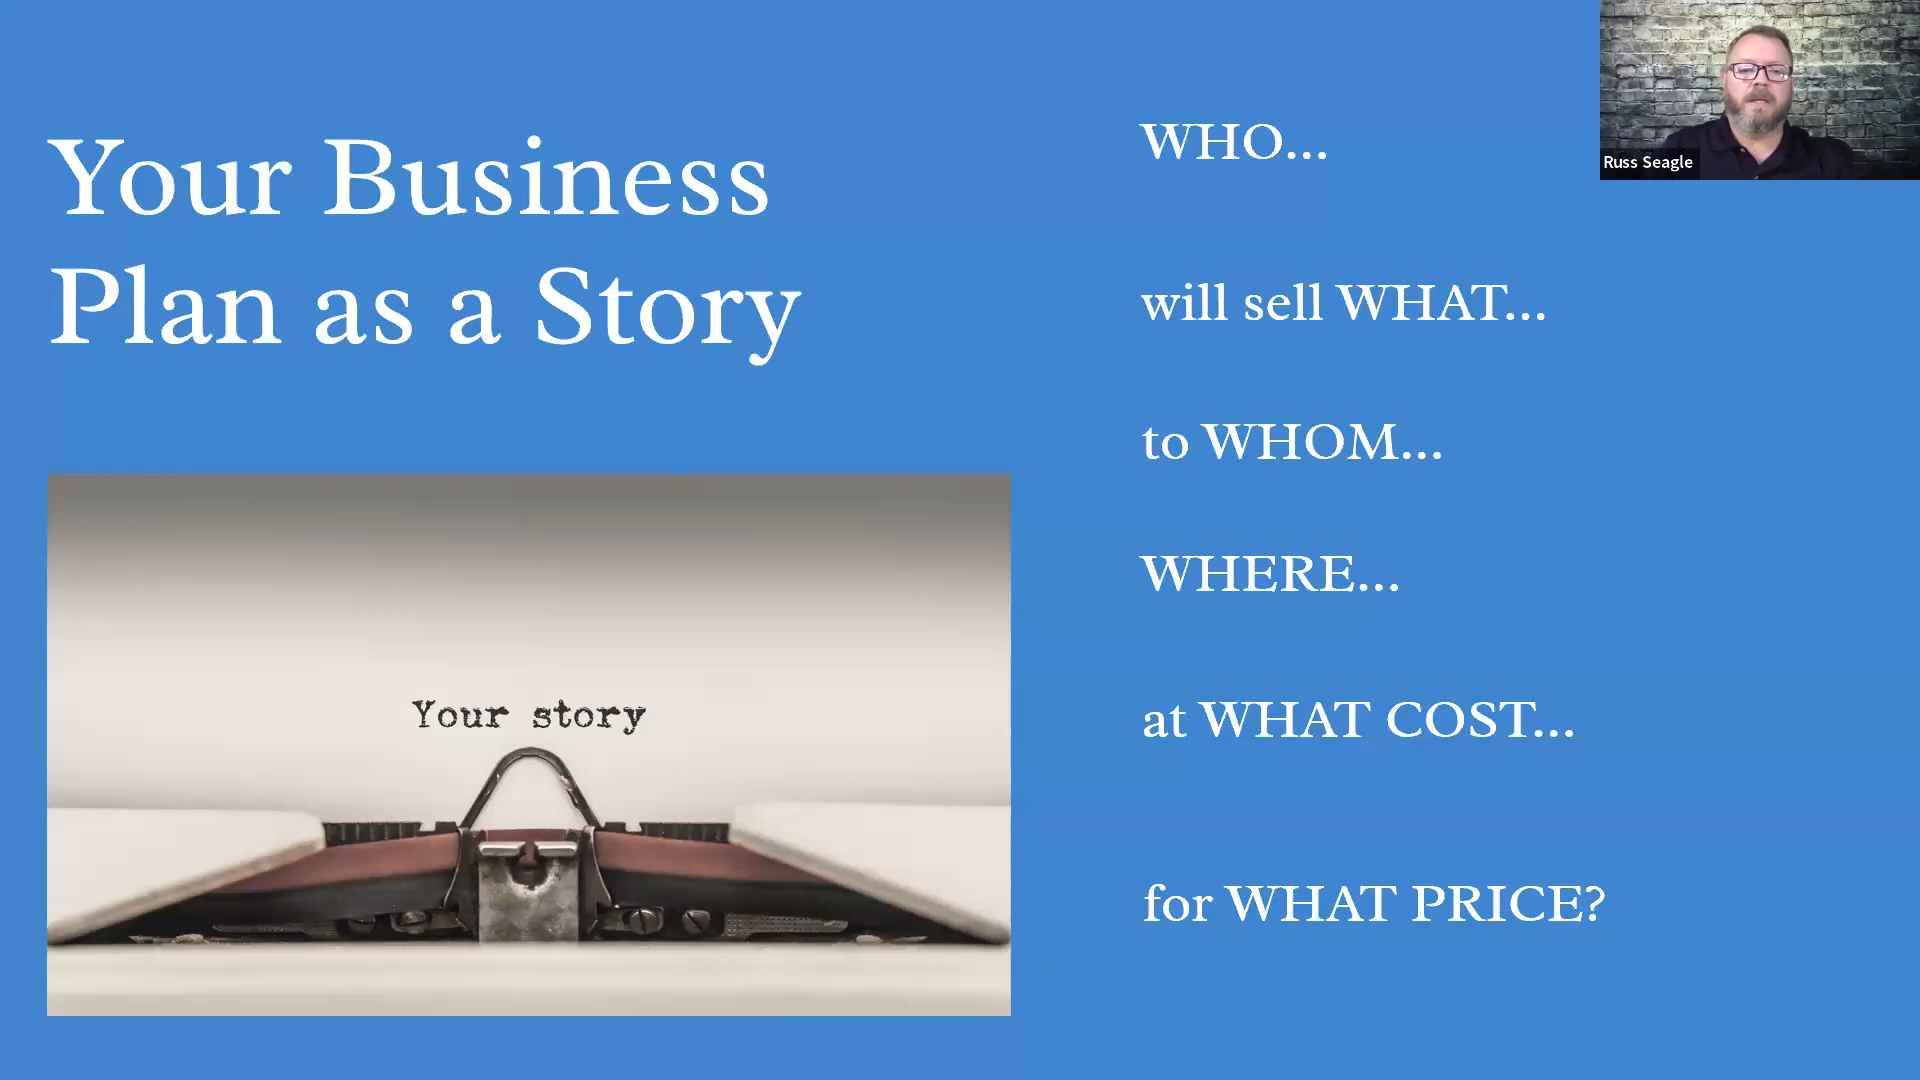 Your Business
Plan as a Story
Your story
WHO...
will sell WHAT...
to WHOM...
WHERE...
at WHAT COST...
for WHAT PRICE?
Russ Seagle